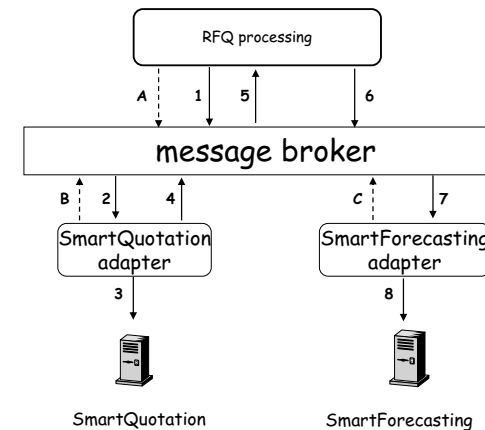 RFQ processing
A 1 5 6
message broker
B 2 4 C 7
SmartQuotation
adapter
SmartForecasting
adapter
3 8
SmartQuotation SmartForecasting